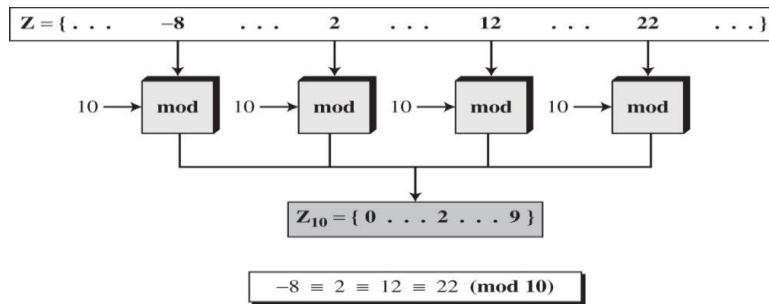 Z = { . . . −8 . . . 2 . . . 12 . . . 22 . . . }
10 mod 10 mod 10 mod 10 mod
Z₁₀ = { 0 . . . 2 . . . 9 }
−8 ≡ 2 ≡ 12 ≡ 22 (mod 10)